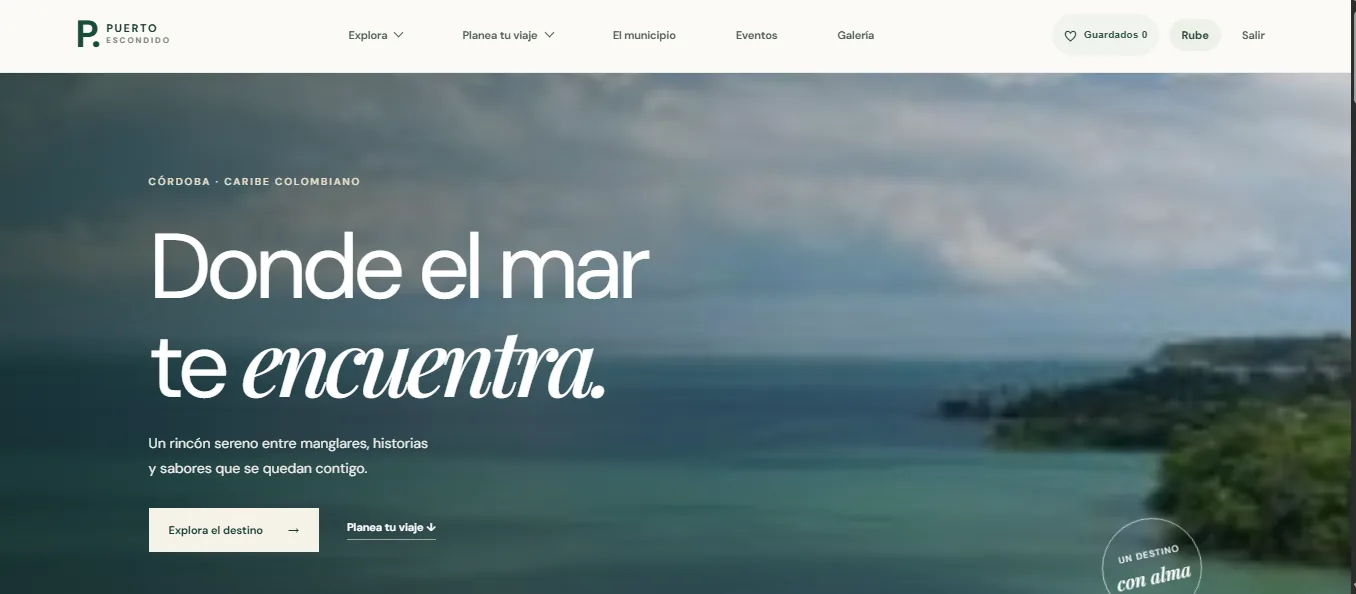 P. PUERTO
ESCONDIDO
Explora
Planea tu viaje
El municipio
Eventos
Galería
Guardados 0
Rube
Salir
CÓRDOBA · CARIBE COLOMBIANO
Donde el mar
te encuentra.
Un rincón sereno entre manglares, historias
y sabores que se quedan contigo.
Explora el destino →
Planea tu viaje ↓
UN DESTINO
con alma